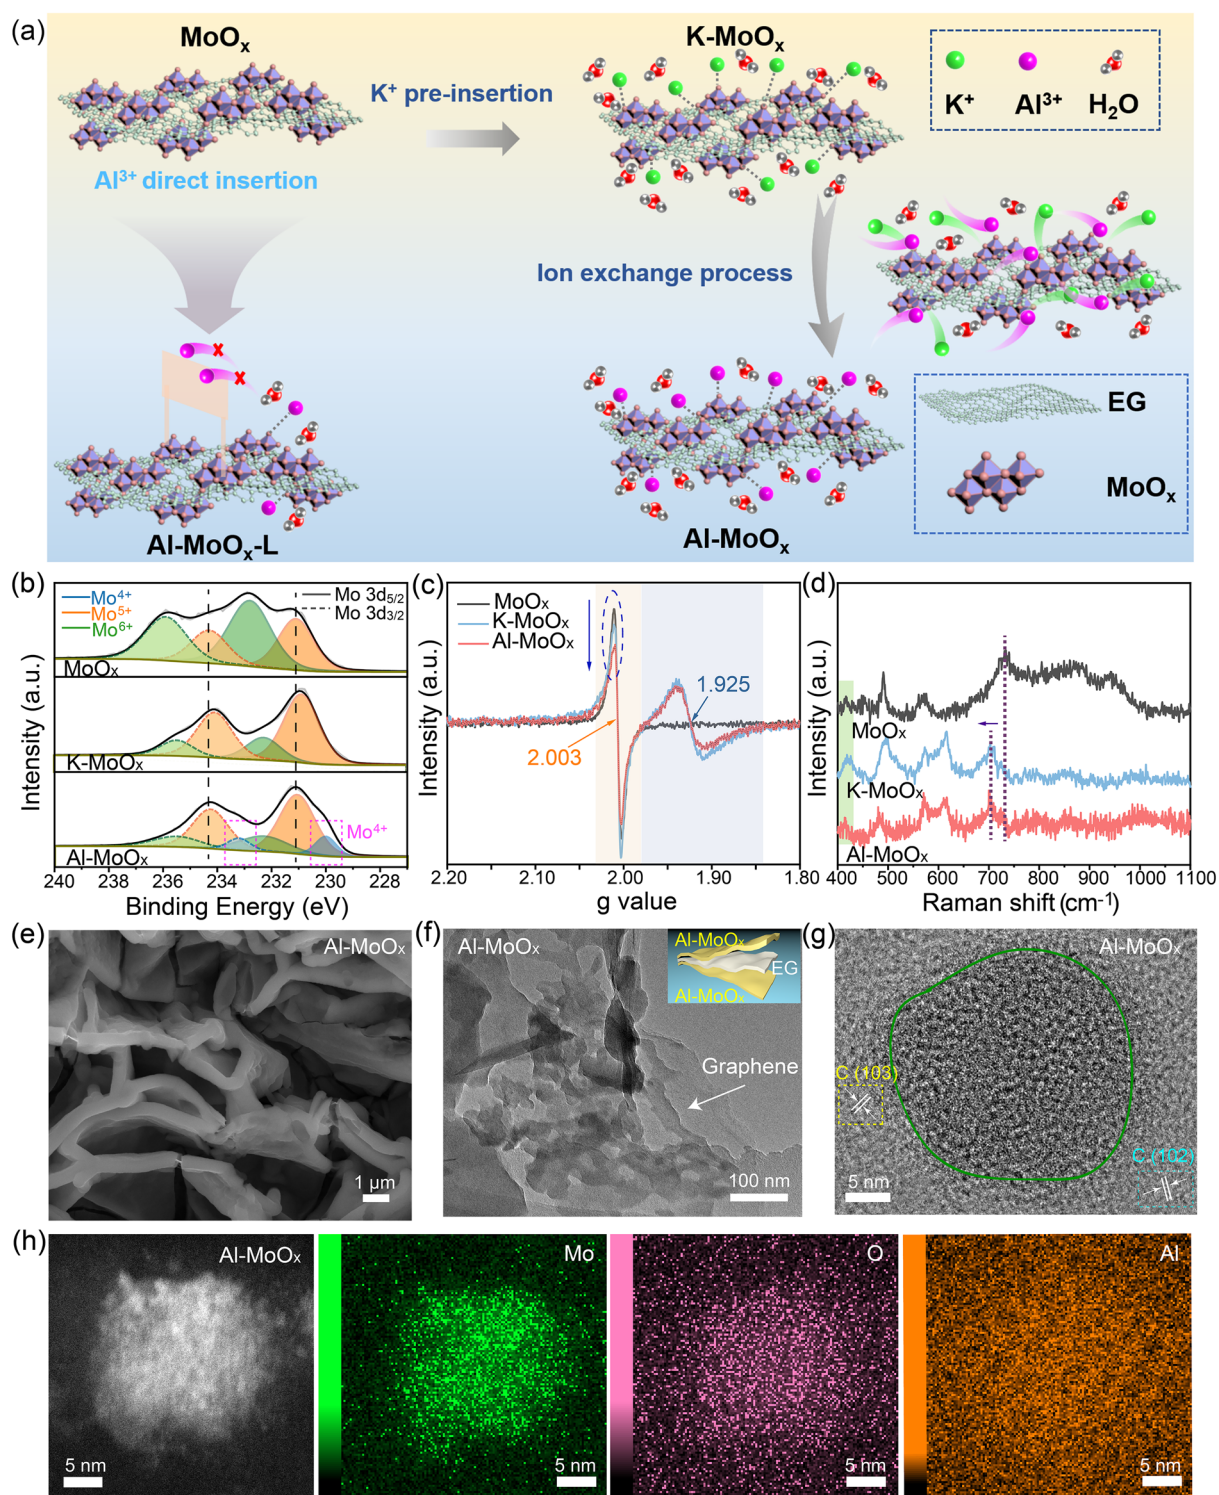 (a)
MoOₓ
K⁺ pre-insertion
K-MoOₓ
K⁺ Al³⁺ H₂O
Al³⁺ direct insertion
Ion exchange process
EG
MoOₓ
Al-MoOₓ-L
Al-MoOₓ
(b)
Mo⁴⁺
Mo⁵⁺
Mo⁶⁺
Mo 3d₅/₂
Mo 3d₃/₂
MoOₓ
K-MoOₓ
Mo⁴⁺
Al-MoOₓ
240 238 236 234 232 230 228
Binding Energy (eV)
Intensity (a.u.)
(c)
MoOₓ
K-MoOₓ
Al-MoOₓ
1.925
2.003
2.20 2.10 2.00 1.90 1.80
g value
Intensity (a.u.)
(d)
MoOₓ
K-MoOₓ
Al-MoOₓ
400 500 600 700 800 900 1000 1100
Raman shift (cm⁻¹)
Intensity (a.u.)
(e)
Al-MoOₓ
1 μm
(f)
Al-MoOₓ
Al-MoOₓ
EG
Al-MoOₓ
Graphene
100 nm
(g)
Al-MoOₓ
C (103)
C (102)
5 nm
(h)
Al-MoOₓ
5 nm
Mo
5 nm
O
5 nm
Al
5 nm